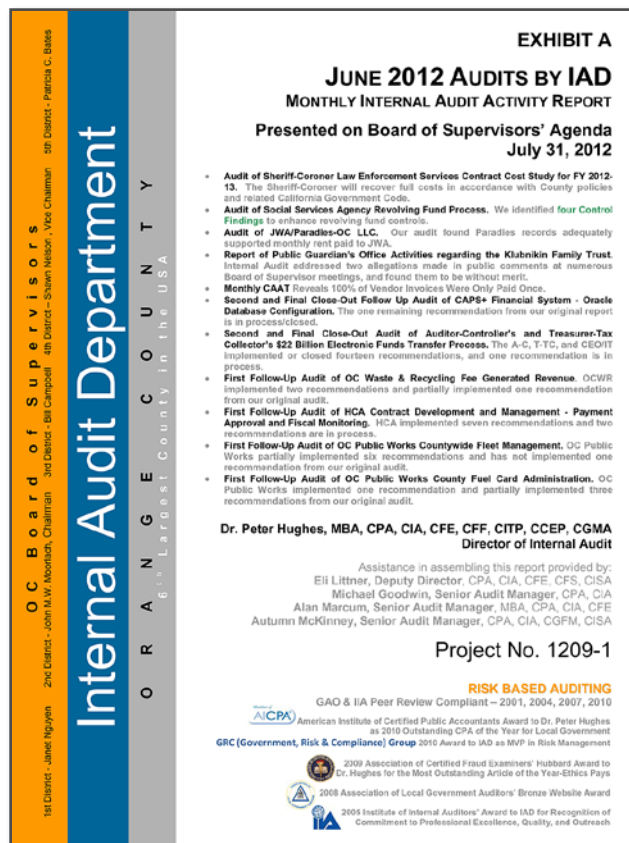 OC Board of Supervisors
1st District - Janet Nguyen 2nd District - John M.W. Moorlach, Chairman 3rd District - Bill Campbell 4th District – Shawn Nelson, Vice Chairman 5th District - Patricia C. Bates
Internal Audit Department
ORANGE COUNTY
6th Largest County in the USA
EXHIBIT A
JUNE 2012 AUDITS BY IAD
MONTHLY INTERNAL AUDIT ACTIVITY REPORT
Presented on Board of Supervisors' Agenda
July 31, 2012
• Audit of Sheriff-Coroner Law Enforcement Services Contract Cost Study for FY 2012-
13. The Sheriff-Coroner will recover full costs in accordance with County policies
and related California Government Code.
• Audit of Social Services Agency Revolving Fund Process. We identified four Control
Findings to enhance revolving fund controls.
• Audit of JWA/Paradies-OC LLC. Our audit found Paradies records adequately
supported monthly rent paid to JWA.
• Report of Public Guardian's Office Activities regarding the Klubnikin Family Trust.
Internal Audit addressed two allegations made in public comments at numerous
Board of Supervisor meetings, and found them to be without merit.
• Monthly CAAT Reveals 100% of Vendor Invoices Were Only Paid Once.
• Second and Final Close-Out Follow Up Audit of CAPS+ Financial System - Oracle
Database Configuration. The one remaining recommendation from our original report
is in process/closed.
• Second and Final Close-Out Audit of Auditor-Controller's and Treasurer-Tax
Collector's $22 Billion Electronic Funds Transfer Process. The A-C, T-TC, and CEO/IT
implemented or closed fourteen recommendations, and one recommendation is in
process.
• First Follow-Up Audit of OC Waste & Recycling Fee Generated Revenue. OCWR
implemented two recommendations and partially implemented one recommendation
from our original audit.
• First Follow-Up Audit of HCA Contract Development and Management - Payment
Approval and Fiscal Monitoring. HCA implemented seven recommendations and two
recommendations are in process.
• First Follow-Up Audit of OC Public Works Countywide Fleet Management. OC Public
Works partially implemented six recommendations and has not implemented one
recommendation from our original audit.
• First Follow-Up Audit of OC Public Works County Fuel Card Administration. OC
Public Works implemented one recommendation and partially implemented three
recommendations from our original audit.
Dr. Peter Hughes, MBA, CPA, CIA, CFE, CFF, CITP, CCEP, CGMA
Director of Internal Audit
Assistance in assembling this report provided by:
Eli Littner, Deputy Director, CPA, CIA, CFE, CFS, CISA
Michael Goodwin, Senior Audit Manager, CPA, CIA
Alan Marcum, Senior Audit Manager, MBA, CPA, CIA, CFE
Autumn McKinney, Senior Audit Manager, CPA, CIA, CGFM, CISA
Project No. 1209-1
RISK BASED AUDITING
GAO & IIA Peer Review Compliant – 2001, 2004, 2007, 2010
AICPA
American Institute of Certified Public Accountants Award to Dr. Peter Hughes
as 2010 Outstanding CPA of the Year for Local Government
GRC (Government, Risk & Compliance) Group 2010 Award to IAD as MVP in Risk Management
2009 Association of Certified Fraud Examiners' Hubbard Award to
Dr. Hughes for the Most Outstanding Article of the Year-Ethics Pays
2008 Association of Local Government Auditors' Bronze Website Award
IIA
2005 Institute of Internal Auditors' Award to IAD for Recognition of
Commitment to Professional Excellence, Quality, and Outreach